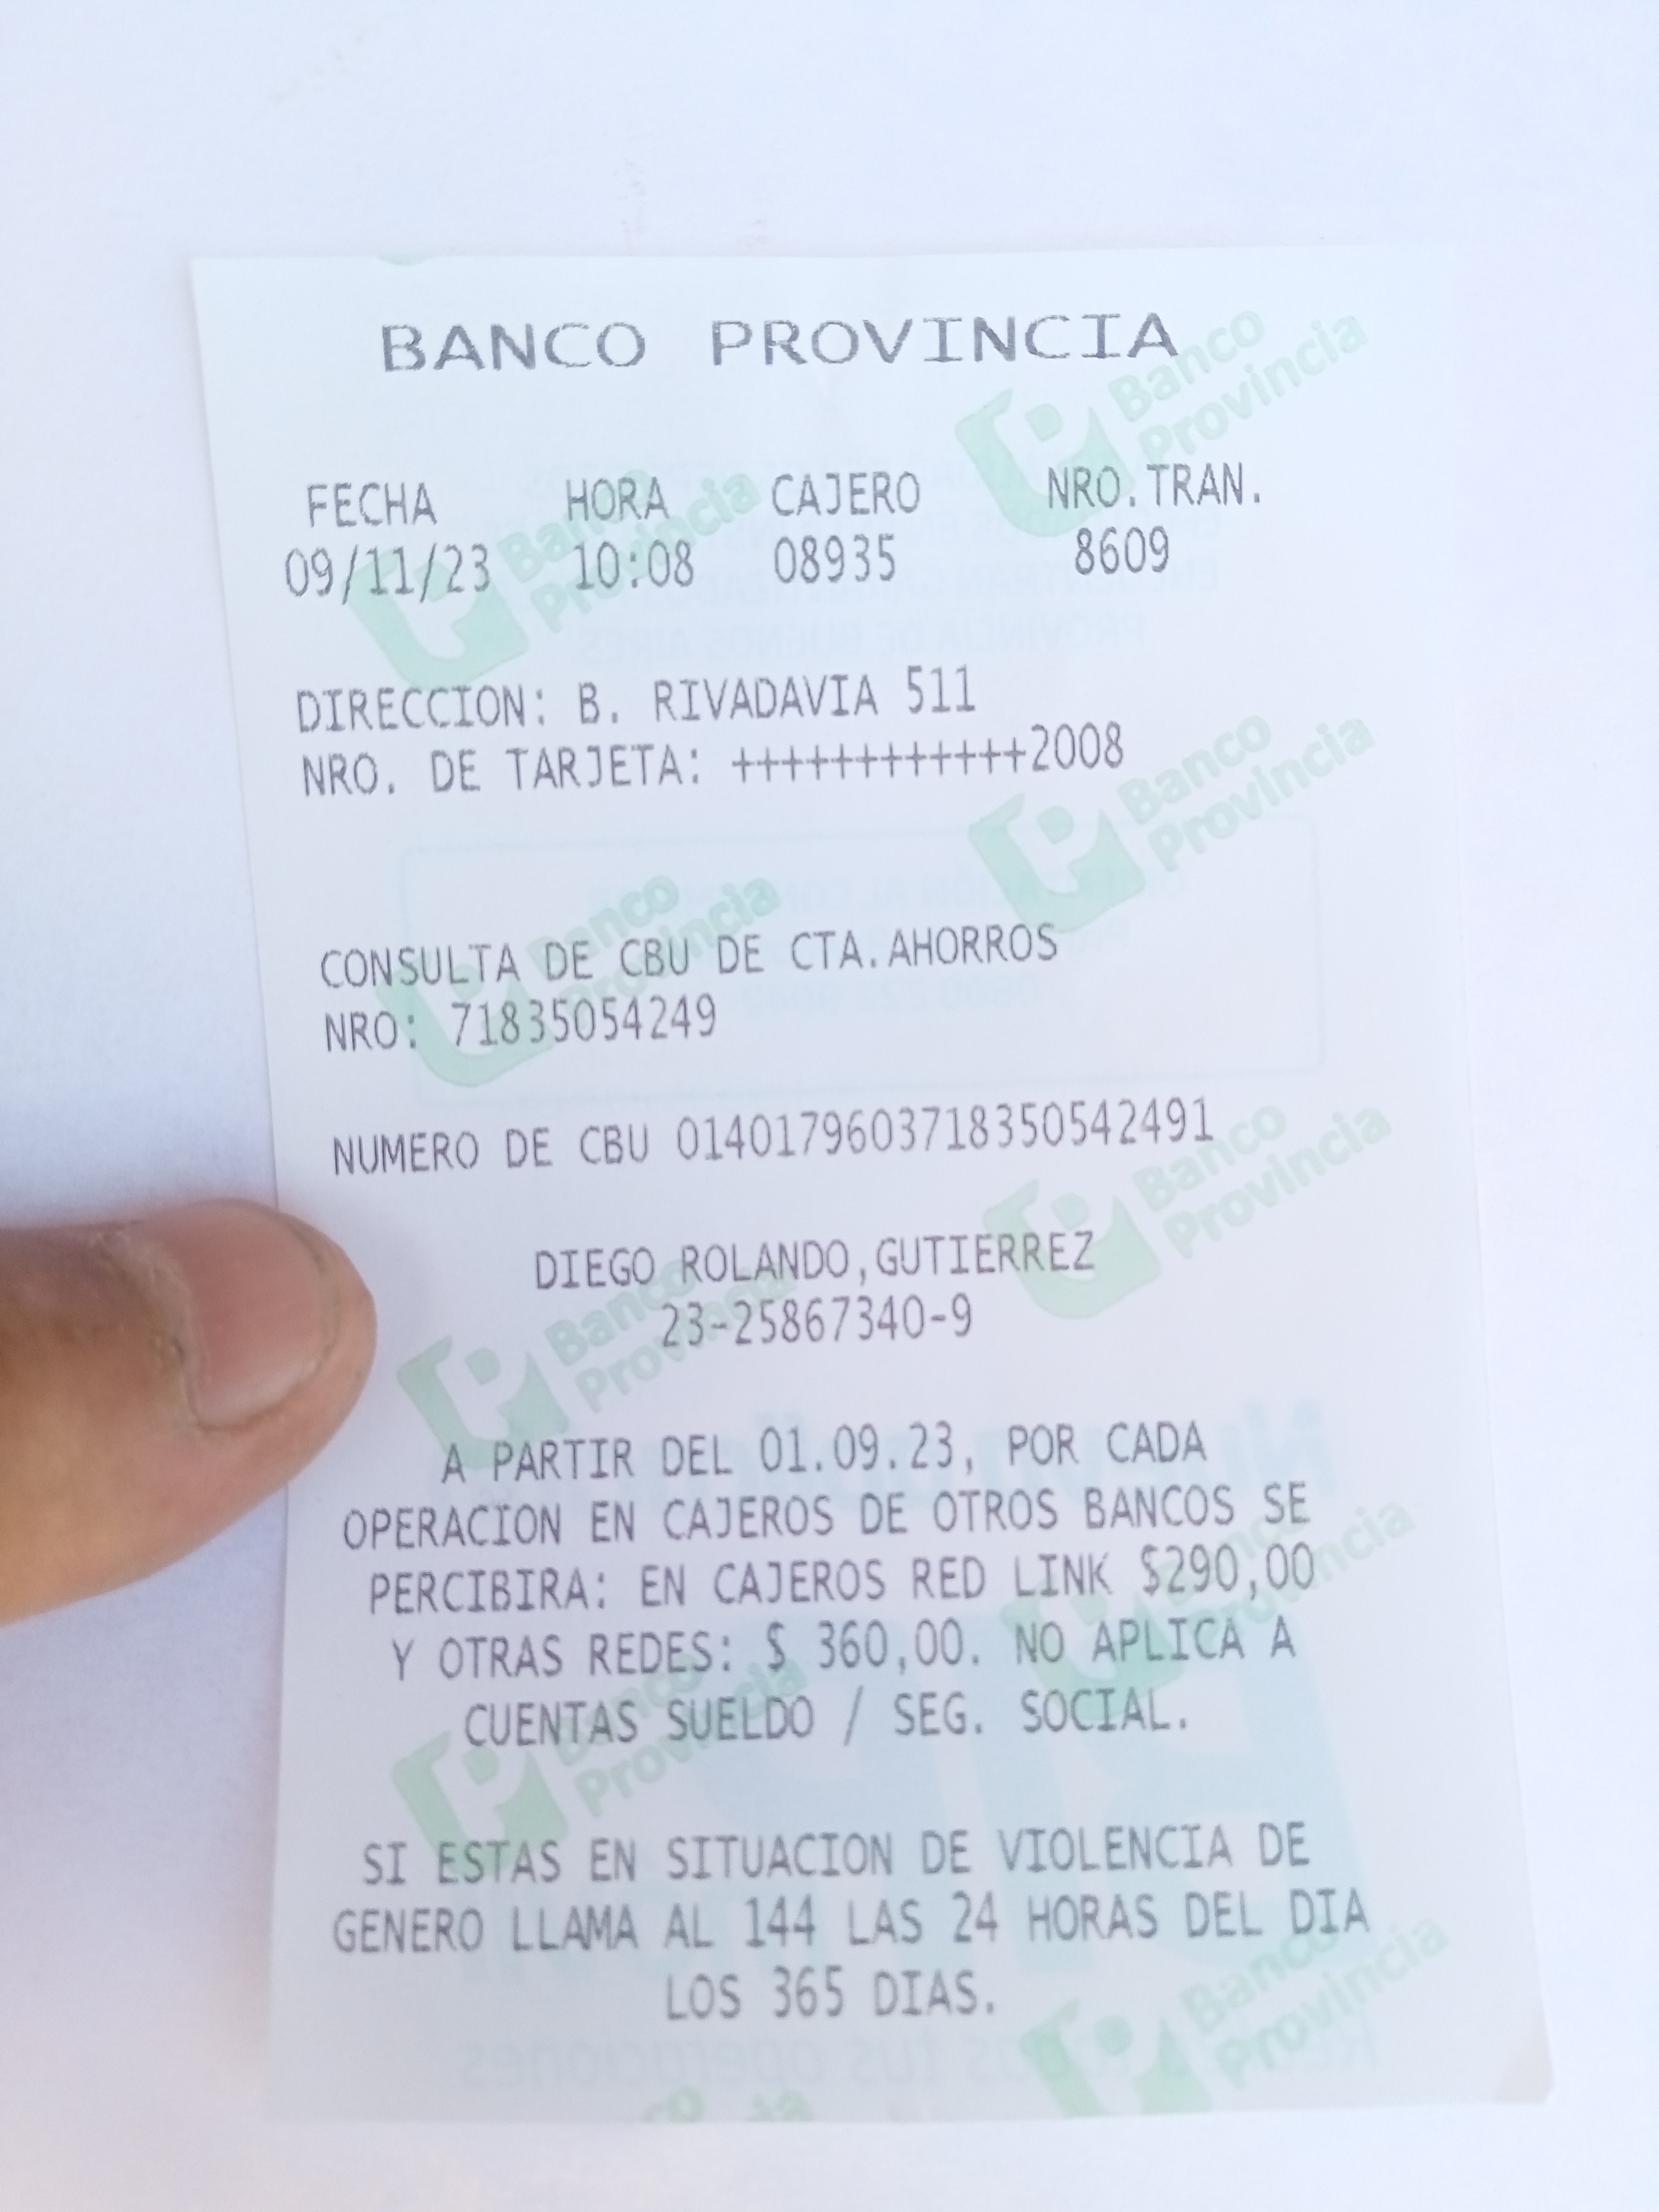 BANCO PROVINCIA
FECHA HORA CAJERO NRO.TRAN.
09/11/23 10:08 08935 8609
DIRECCION: B. RIVADAVIA 511
NRO. DE TARJETA: ++++++++++++2008
CONSULTA DE CBU DE CTA.AHORROS
NRO: 71835054249
NUMERO DE CBU 0140179603718350542491
DIEGO ROLANDO,GUTIERREZ
23-25867340-9
A PARTIR DEL 01.09.23, POR CADA
OPERACION EN CAJEROS DE OTROS BANCOS SE
PERCIBIRA: EN CAJEROS RED LINK $290,00
Y OTRAS REDES: $ 360,00. NO APLICA A
CUENTAS SUELDO / SEG. SOCIAL.
SI ESTAS EN SITUACION DE VIOLENCIA DE
GENERO LLAMA AL 144 LAS 24 HORAS DEL DIA
LOS 365 DIAS.
Banco
Provincia